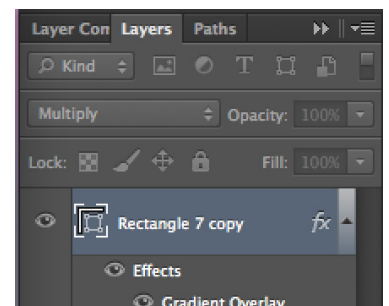 Layer Con Layers Paths
Kind T
Multiply Opacity: 100%
Lock: Fill: 100%
Rectangle 7 copy fx
Effects
Gradient Overlay